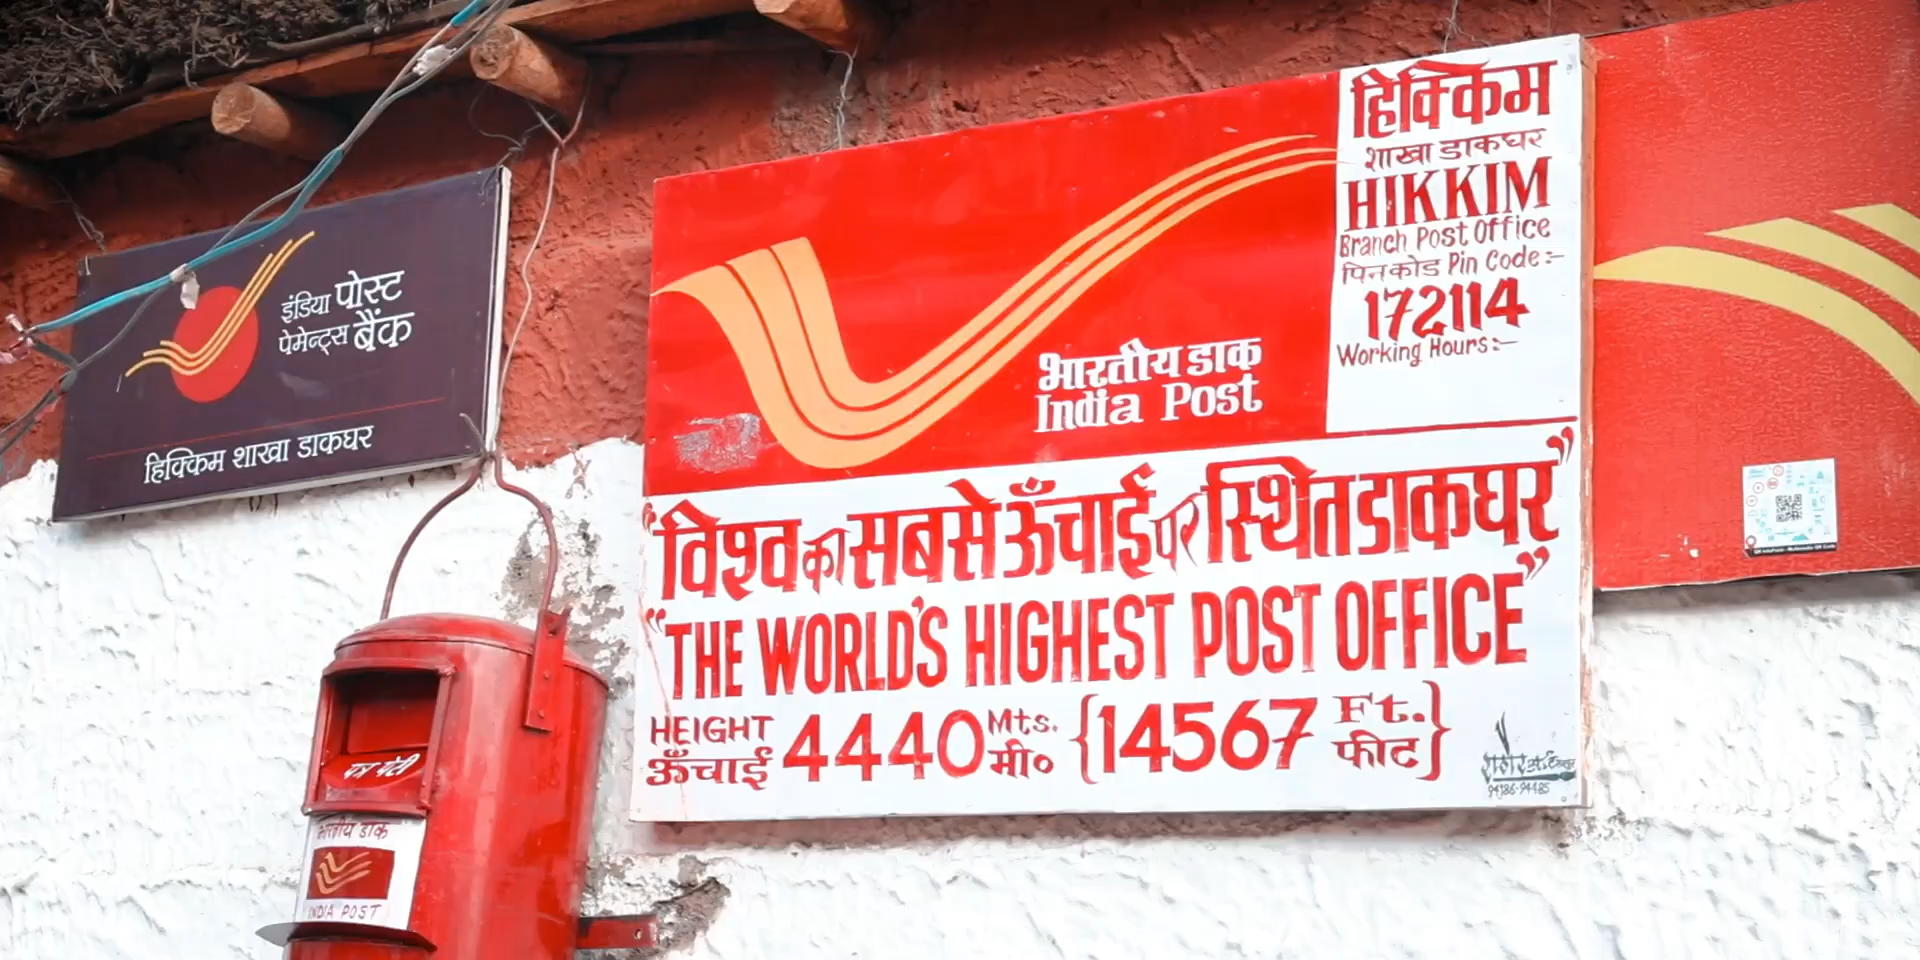 इंडिया पोस्ट
पेमेन्ट्स बैंक
हिक्किम शाखा डाकघर
भारतीय डाक
India Post
हिक्किम
शाखा डाकघर
HIKKIM
Branch Post Office
पिनकोड Pin Code:-
172114
Working Hours:-
"विश्व का सबसे ऊँचाई पर स्थित डाकघर"
"THE WORLD'S HIGHEST POST OFFICE"
HEIGHT 4440 Mts. {14567 Ft.}
ऊँचाई मी० फीट
पत्र पेटी
भारतीय डाक
INDIA POST